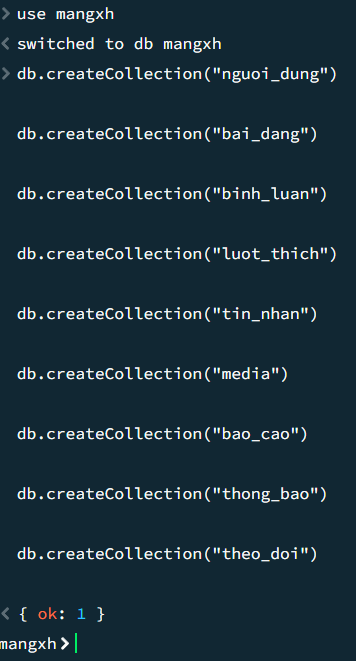 > use mangxh
< switched to db mangxh
> db.createCollection("nguoi_dung")
db.createCollection("bai_dang")
db.createCollection("binh_luan")
db.createCollection("luot_thich")
db.createCollection("tin_nhan")
db.createCollection("media")
db.createCollection("bao_cao")
db.createCollection("thong_bao")
db.createCollection("theo_doi")
< { ok: 1 }
mangxh>